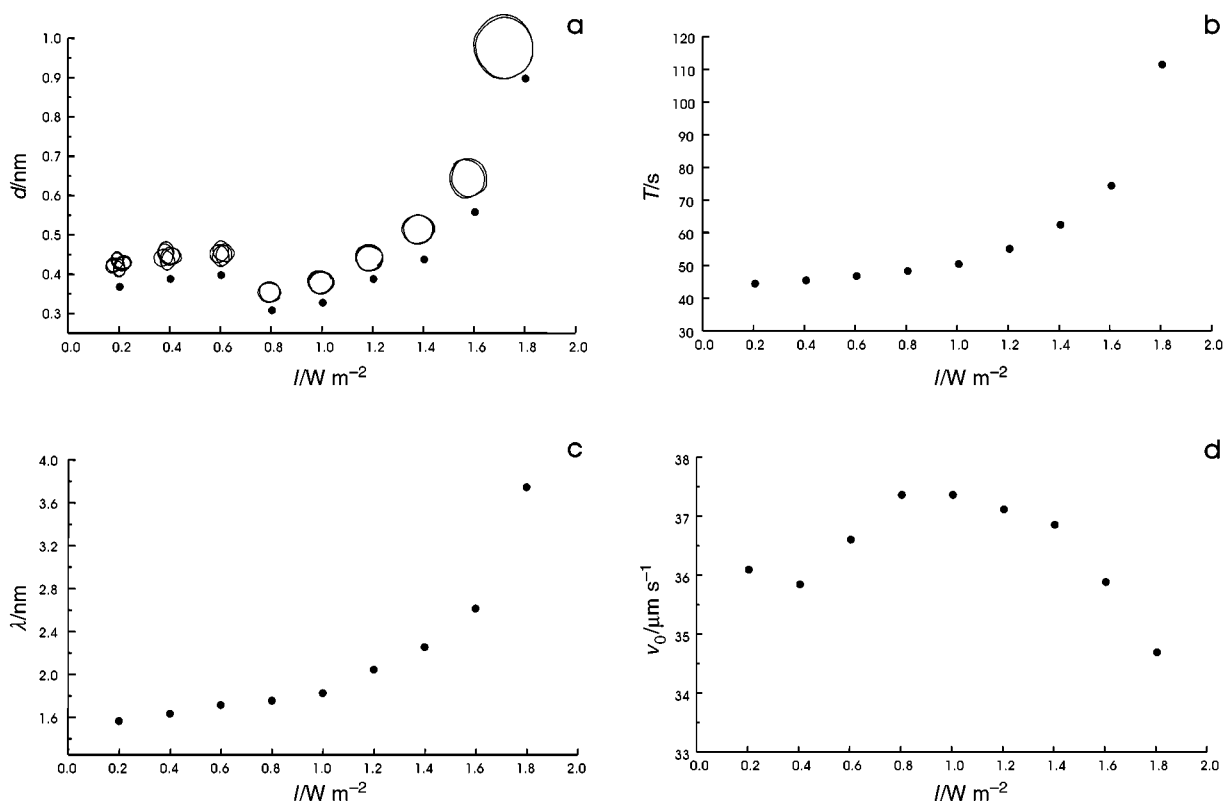 a
1.0
0.9
0.8
0.7
0.6
0.5
0.4
0.3
d/nm
0.0 0.2 0.4 0.6 0.8 1.0 1.2 1.4 1.6 1.8 2.0
I/W m⁻²
b
120
110
100
90
80
70
60
50
40
30
T/s
0.0 0.2 0.4 0.6 0.8 1.0 1.2 1.4 1.6 1.8 2.0
I/W m⁻²
c
4.0
3.6
3.2
2.8
2.4
2.0
1.6
λ/nm
0.0 0.2 0.4 0.6 0.8 1.0 1.2 1.4 1.6 1.8 2.0
I/W m⁻²
d
38
37
36
35
34
33
v₀/μm s⁻¹
0.0 0.2 0.4 0.6 0.8 1.0 1.2 1.4 1.6 1.8 2.0
I/W m⁻²